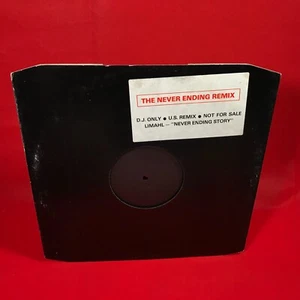 THE NEVER ENDING REMIX
D.J. ONLY ● U.S. REMIX ● NOT FOR SALE
LIMAHL – "NEVER ENDING STORY"